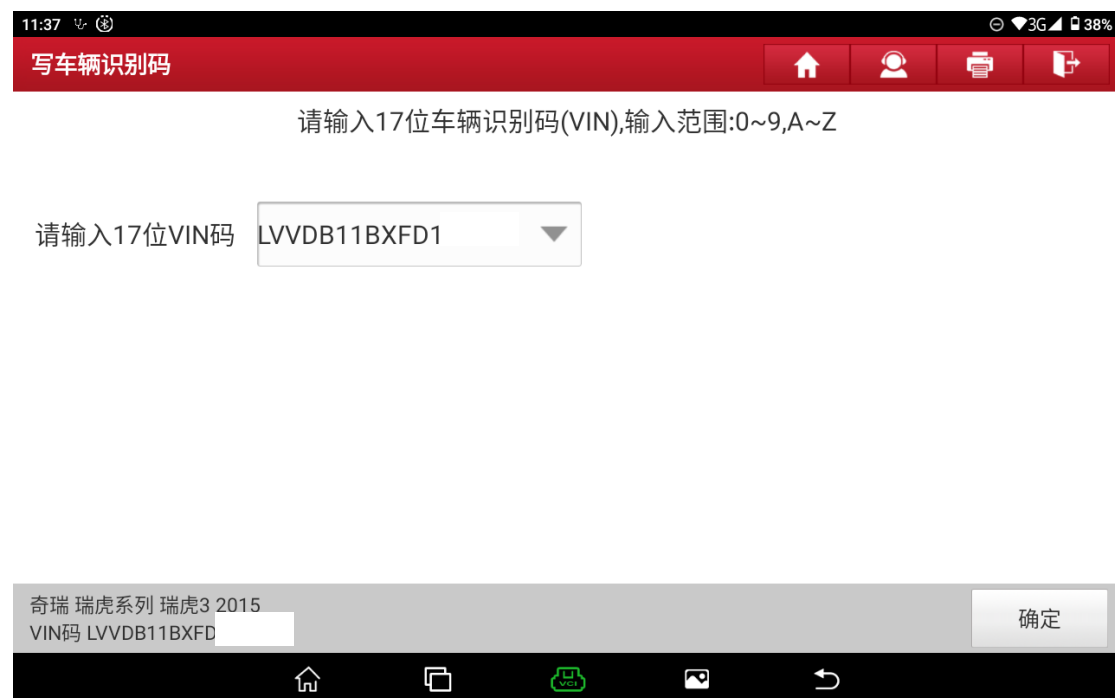 11:37 3G 38%
写车辆识别码
请输入17位车辆识别码(VIN),输入范围:0~9,A~Z
请输入17位VIN码 LVVDB11BXFD1
奇瑞 瑞虎系列 瑞虎3 2015
VIN码 LVVDB11BXFD
确定
VCI